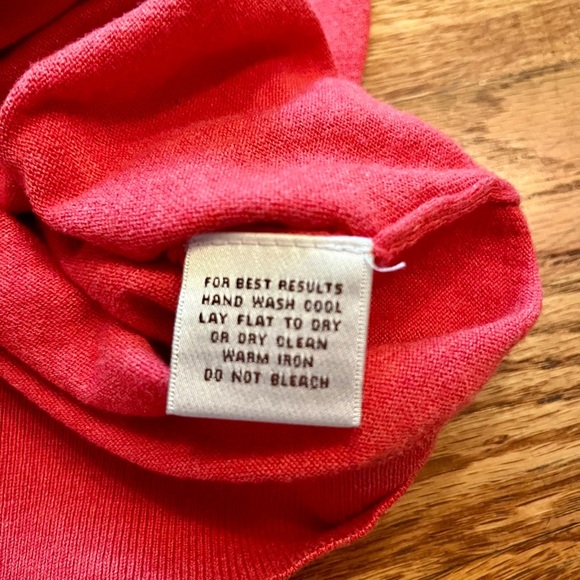 FOR BEST RESULTS
HAND WASH COOL
LAY FLAT TO DRY
OR DRY CLEAN
WARM IRON
DO NOT BLEACH